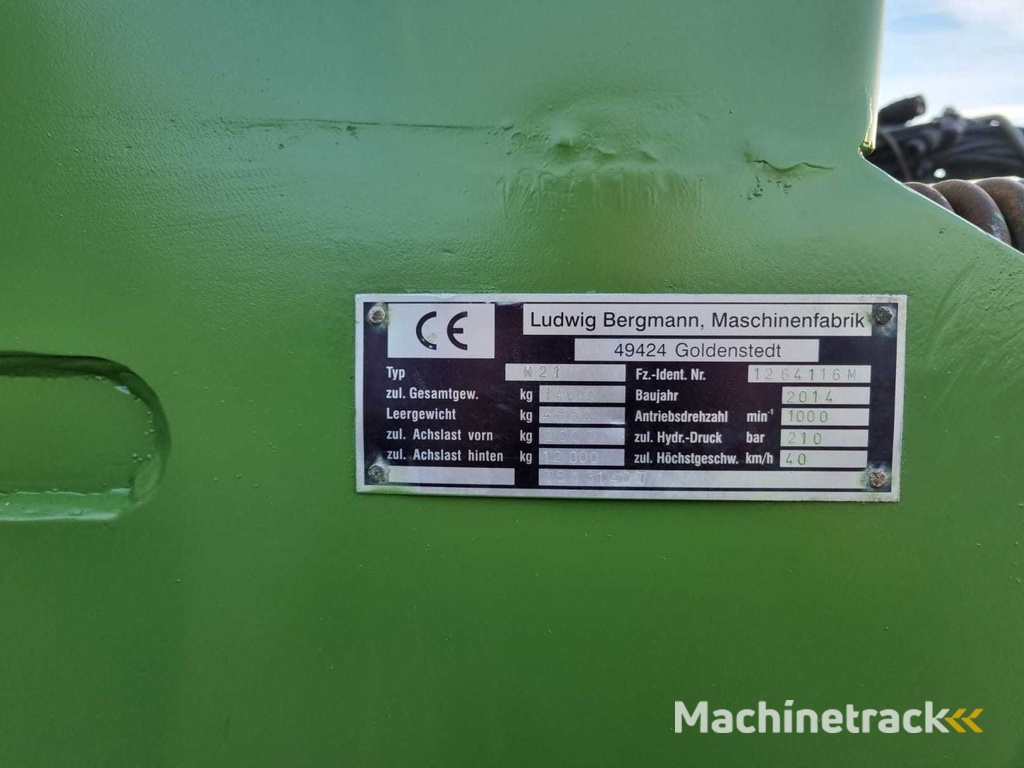 CE
Ludwig Bergmann, Maschinenfabrik
49424 Goldenstedt
Typ M21
Fz.-Ident. Nr. 1264116M
zul. Gesamtgew. kg
Baujahr 2014
Leergewicht kg
Antriebsdrehzahl min⁻¹ 1000
zul. Achslast vorn kg
zul. Hydr.-Druck bar 210
zul. Achslast hinten kg 12.000
zul. Höchstgeschw. km/h 40
Machinetrack